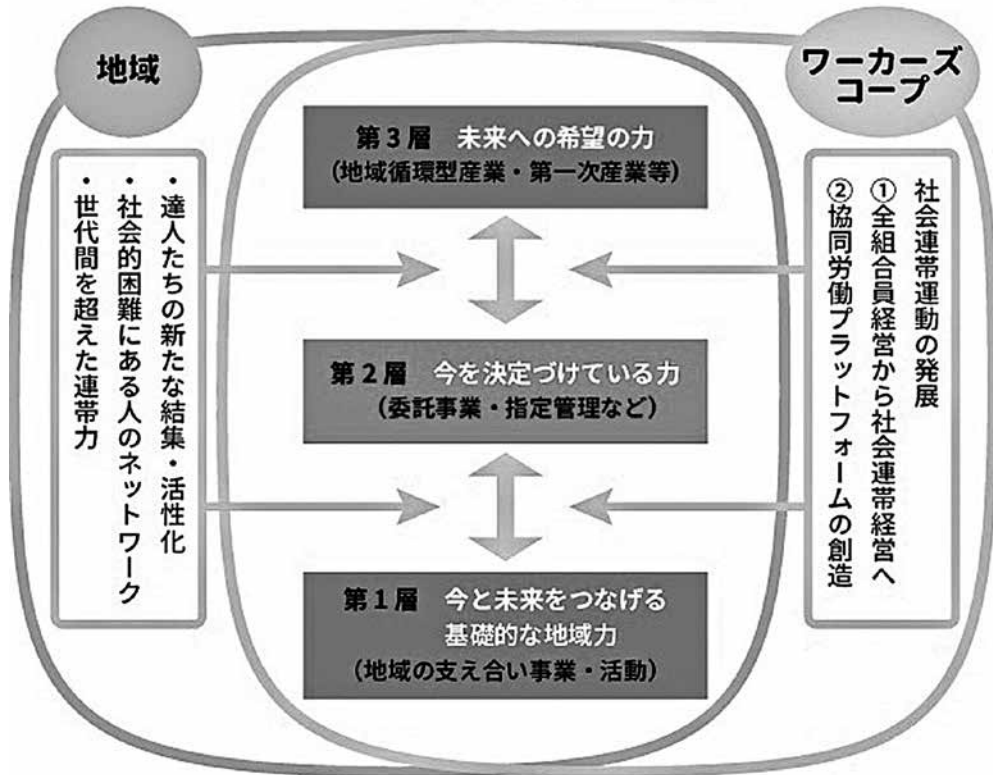 地域
ワーカーズ
コープ
・達人たちの新たな結集・活性化
・社会的困難にある人のネットワーク
・世代間を超えた連帯力
第3層 未来への希望の力
(地域循環型産業・第一次産業等)
第2層 今を決定づけている力
(委託事業・指定管理など)
第1層 今と未来をつなげる
基礎的な地域力
(地域の支え合い事業・活動)
社会連帯運動の発展
①全組合員経営から社会連帯経営へ
②協同労働プラットフォームの創造